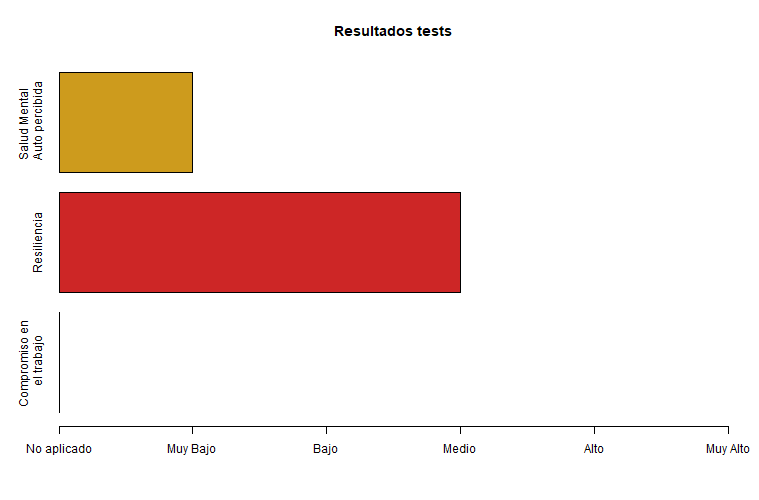 Resultados tests
Salud Mental
Auto percibida
Resiliencia
Compromiso en
el trabajo
No aplicado
Muy Bajo
Bajo
Medio
Alto
Muy Alto